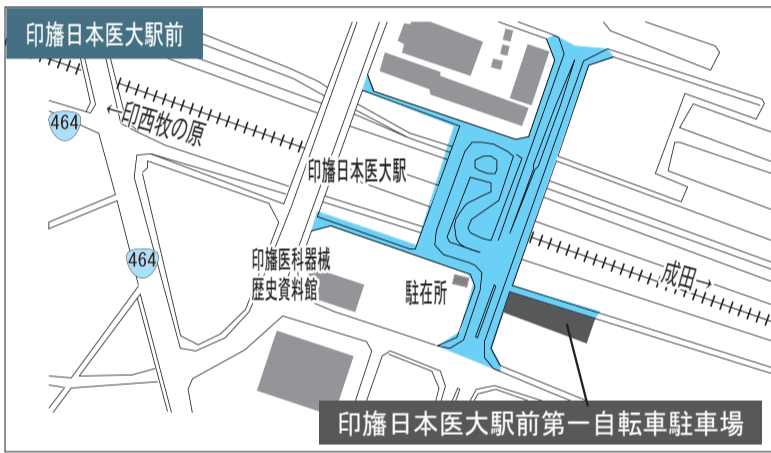 印旛日本医大駅前
464
←印西牧の原
印旛日本医大駅
464
印旛医科器械
歴史資料館
駐在所
成田→
印旛日本医大駅前第一自転車駐車場